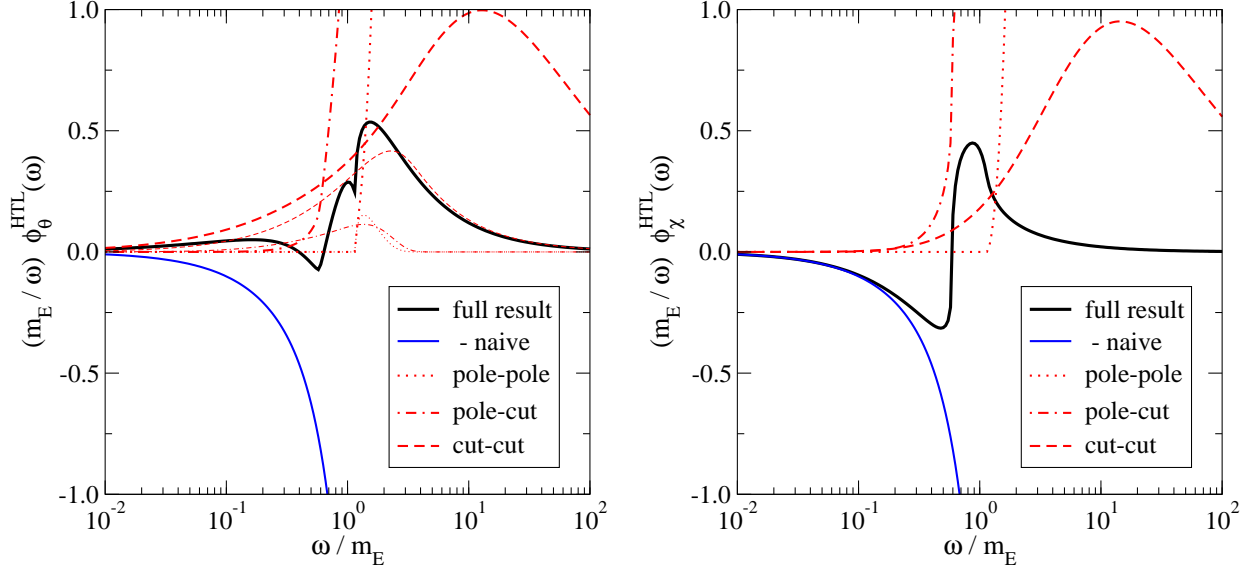 1.0
0.5
0.0
-0.5
-1.0
(m_E / ω) ϕ_θ^HTL(ω)
full result
- naive
pole-pole
pole-cut
cut-cut
10^-2 10^-1 10^0 10^1 10^2
ω / m_E
1.0
0.5
0.0
-0.5
-1.0
(m_E / ω) ϕ_χ^HTL(ω)
full result
- naive
pole-pole
pole-cut
cut-cut
10^-2 10^-1 10^0 10^1 10^2
ω / m_E